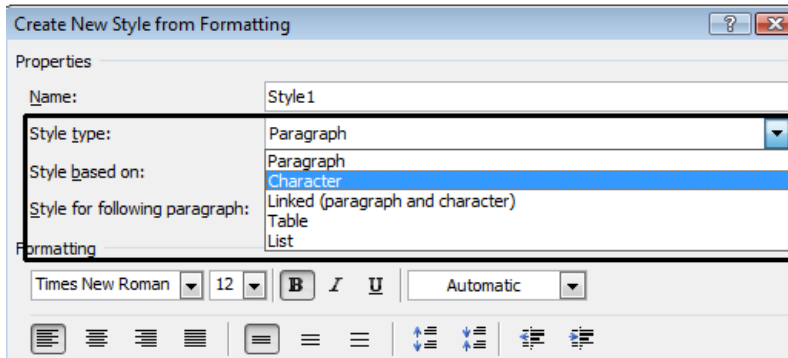 Create New Style from Formatting
Properties
Name: Style1
Style type: Paragraph
Paragraph
Style based on: Character
Style for following paragraph: Linked (paragraph and character)
Table
List
Formatting
Times New Roman 12 B I U Automatic